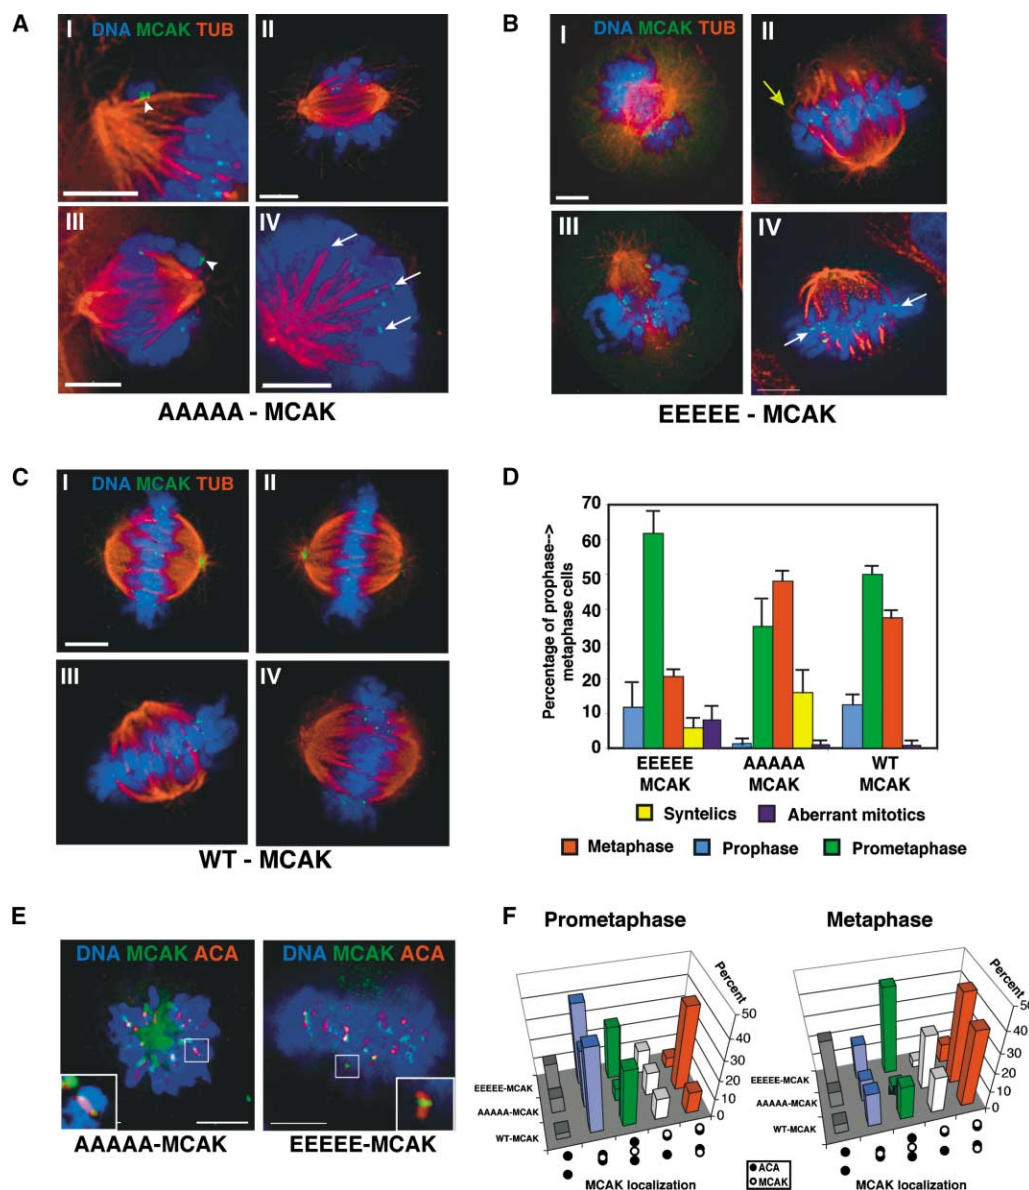 A
I
DNA MCAK TUB
II
III
IV
AAAAA - MCAK
B
I
DNA MCAK TUB
II
III
IV
EEEEE - MCAK
C
I
DNA MCAK TUB
II
III
IV
WT - MCAK
D
Percentage of prophase-->
metaphase cells
70
60
50
40
30
20
10
0
EEEEE
MCAK
AAAAA
MCAK
WT
MCAK
Syntelics
Aberrant mitotics
Metaphase
Prophase
Prometaphase
E
DNA MCAK ACA
AAAAA-MCAK
DNA MCAK ACA
EEEEE-MCAK
F
Prometaphase
Percent
50
40
30
20
10
0
EEEEE-MCAK
AAAAA-MCAK
WT-MCAK
MCAK localization
ACA
MCAK
Metaphase
Percent
50
40
30
20
10
0
EEEEE-MCAK
AAAAA-MCAK
WT-MCAK
MCAK localization